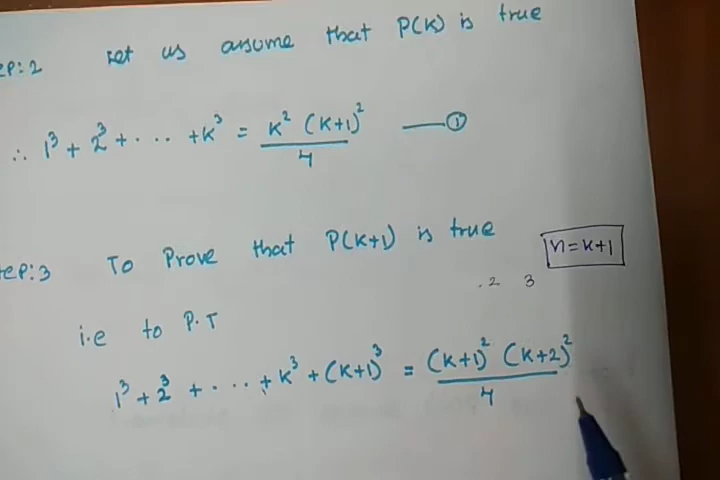 ep:2 Let us assume that P(K) is true
∴ 1³ + 2³ + · · · + K³ = K² (K+1)² / 4 —— ①
tep:3 To Prove that P(K+1) is true
n = K+1
. 2 3
i.e to P.T
1³ + 2³ + · · · + K³ + (K+1)³ = (K+1)² (K+2)² / 4